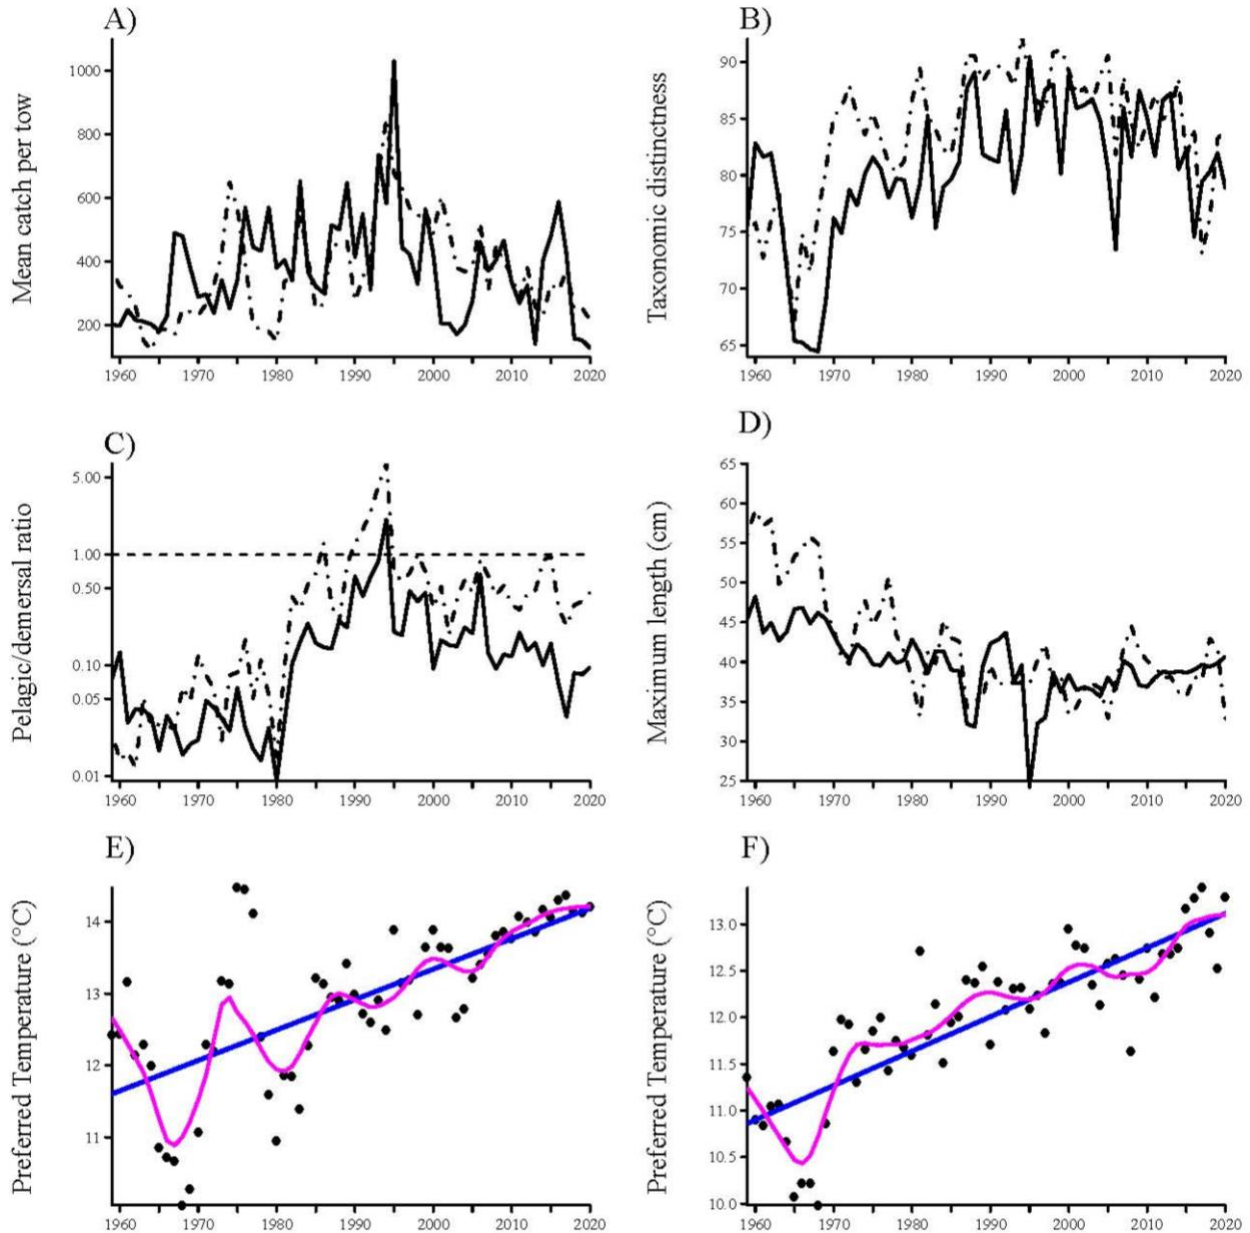 A)
Mean catch per tow
1000
800
600
400
200
1960 1970 1980 1990 2000 2010 2020
B)
Taxonomic distinctness
90
85
80
75
70
65
1960 1970 1980 1990 2000 2010 2020
C)
Pelagic/demersal ratio
5.00
1.00
0.50
0.10
0.05
0.01
1960 1970 1980 1990 2000 2010 2020
D)
Maximum length (cm)
65
60
55
50
45
40
35
30
25
1960 1970 1980 1990 2000 2010 2020
E)
Preferred Temperature (°C)
14
13
12
11
1960 1970 1980 1990 2000 2010 2020
F)
Preferred Temperature (°C)
13.0
12.5
12.0
11.5
11.0
10.5
10.0
1960 1970 1980 1990 2000 2010 2020